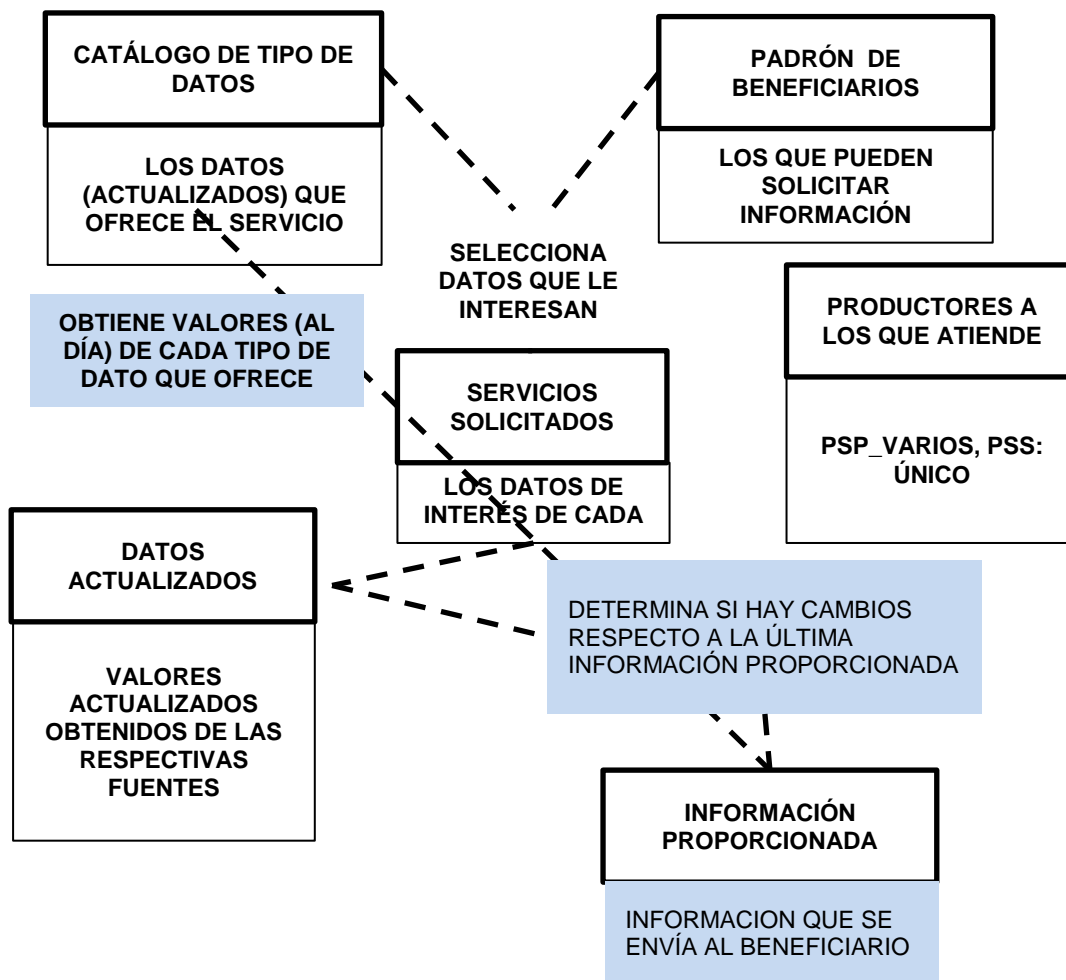 CATÁLOGO DE TIPO DE
DATOS
LOS DATOS
(ACTUALIZADOS) QUE
OFRECE EL SERVICIO
PADRÓN DE
BENEFICIARIOS
LOS QUE PUEDEN
SOLICITAR
INFORMACIÓN
SELECCIONA
DATOS QUE LE
INTERESAN
OBTIENE VALORES (AL
DÍA) DE CADA TIPO DE
DATO QUE OFRECE
PRODUCTORES A
LOS QUE ATIENDE
PSP_VARIOS, PSS:
ÚNICO
SERVICIOS
SOLICITADOS
LOS DATOS DE
INTERÉS DE CADA
DATOS
ACTUALIZADOS
VALORES
ACTUALIZADOS
OBTENIDOS DE LAS
RESPECTIVAS
FUENTES
DETERMINA SI HAY CAMBIOS
RESPECTO A LA ÚLTIMA
INFORMACIÓN PROPORCIONADA
INFORMACIÓN
PROPORCIONADA
INFORMACION QUE SE
ENVÍA AL BENEFICIARIO